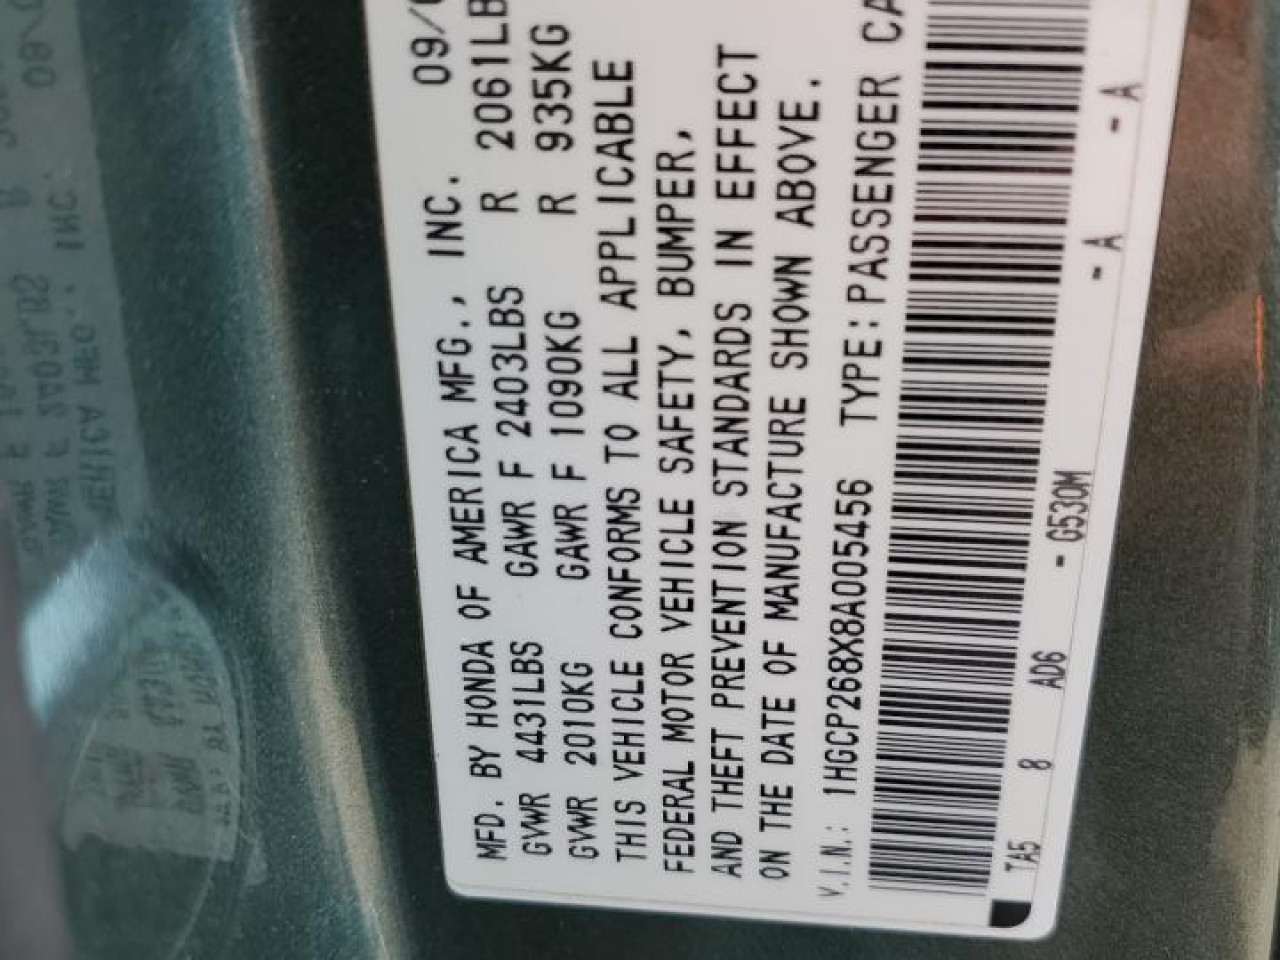 MFD. BY HONDA OF AMERICA MFG., INC. 09/
GVWR 4431LBS GAWR F 2403LBS R 2061LB
GVWR 2010KG GAWR F 1090KG R 935KG
THIS VEHICLE CONFORMS TO ALL APPLICABLE
FEDERAL MOTOR VEHICLE SAFETY, BUMPER,
AND THEFT PREVENTION STANDARDS IN EFFECT
ON THE DATE OF MANUFACTURE SHOWN ABOVE.
V.I.N.: 1HGCP268X8A005456 TYPE: PASSENGER CA
TA5 0 AD6 - G530M - A - A